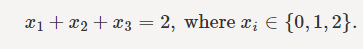 x₁ + x₂ + x₃ = 2, where xᵢ ∈ {0, 1, 2}.